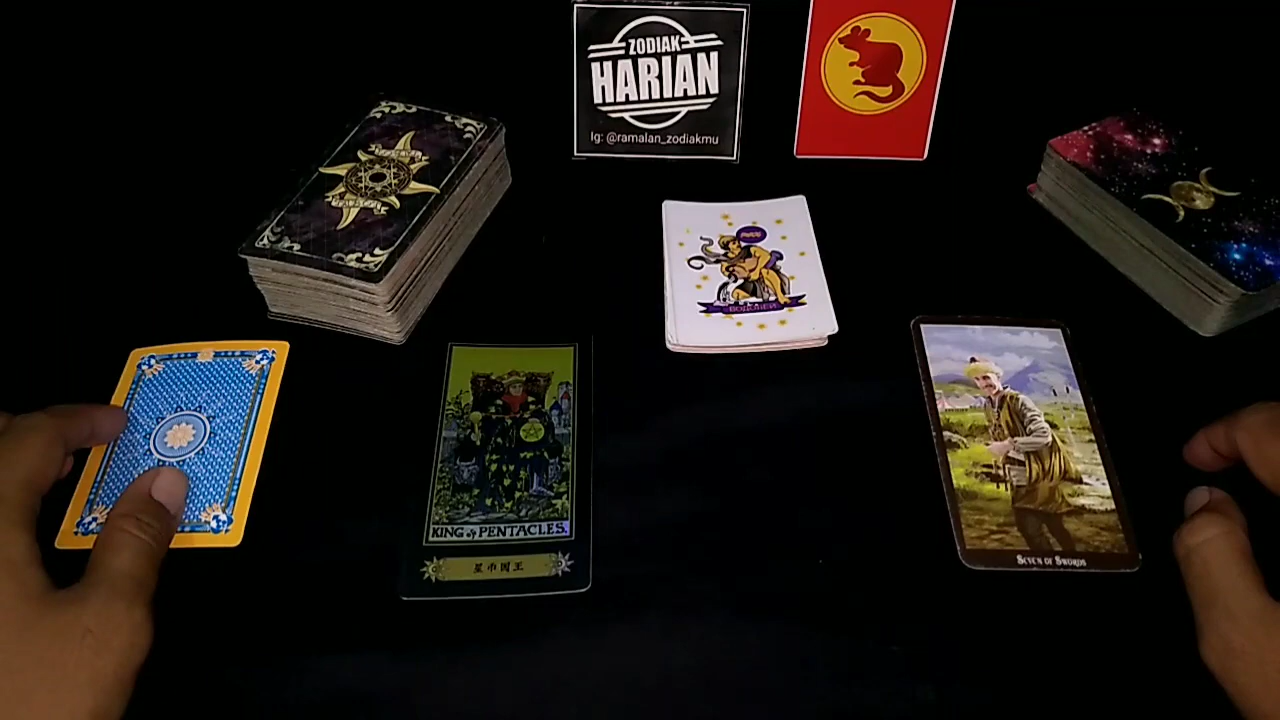 ZODIAK
HARIAN
Ig: @ramalan_zodiakmu
KING of PENTACLES.
星币国王
SEVEN OF SWORDS